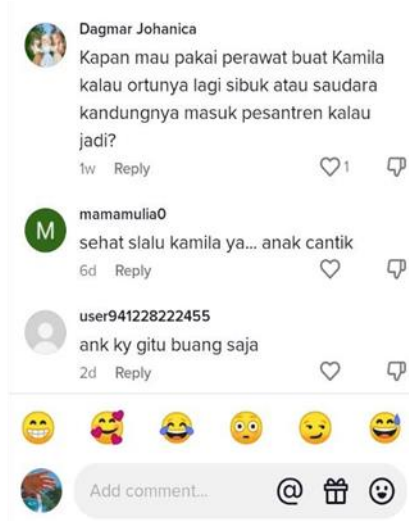 Dagmar Johanica
Kapan mau pakai perawat buat Kamila
kalau ortunya lagi sibuk atau saudara
kandungnya masuk pesantren kalau
jadi?
1w Reply 1
M
mamamulia0
sehat slalu kamila ya... anak cantik
6d Reply
user941228222455
ank ky gitu buang saja
2d Reply
Add comment... @